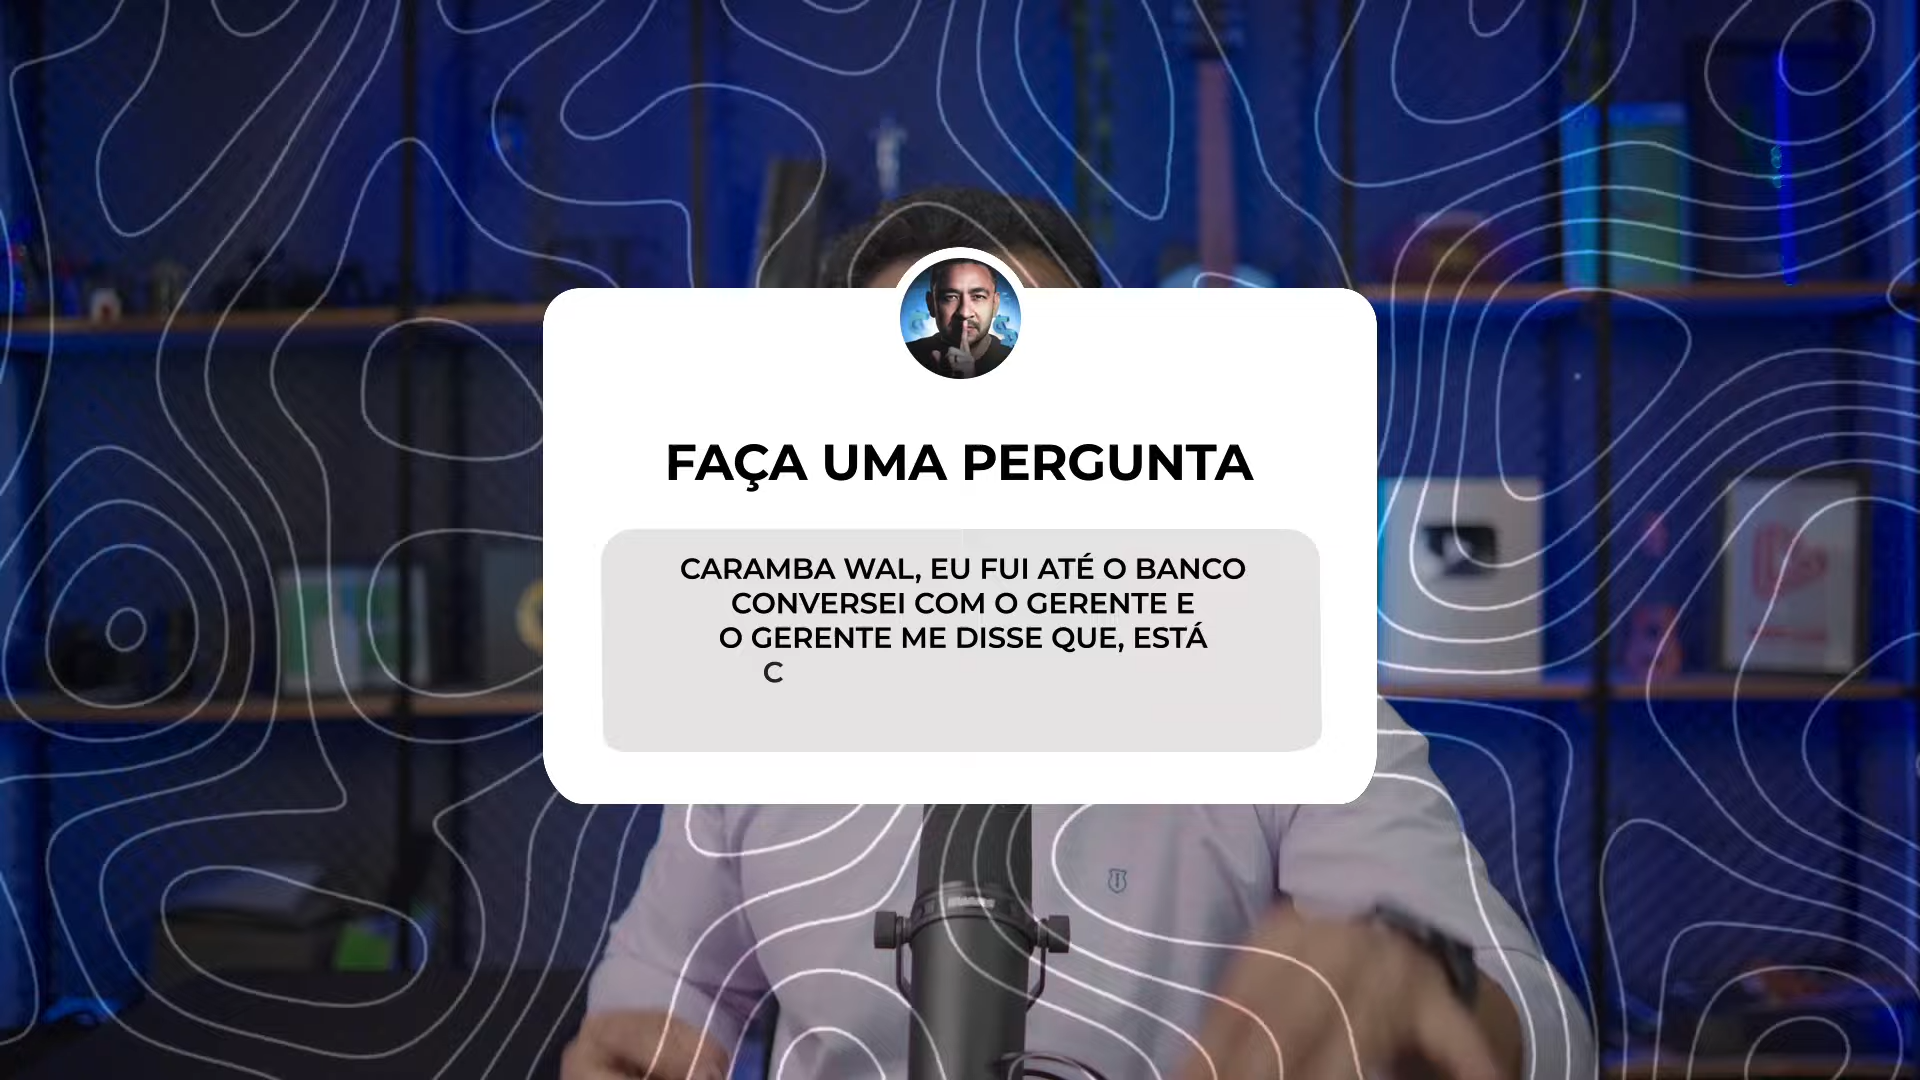 FAÇA UMA PERGUNTA
CARAMBA WAL, EU FUI ATÉ O BANCO
CONVERSEI COM O GERENTE E
O GERENTE ME DISSE QUE, ESTÁ
C